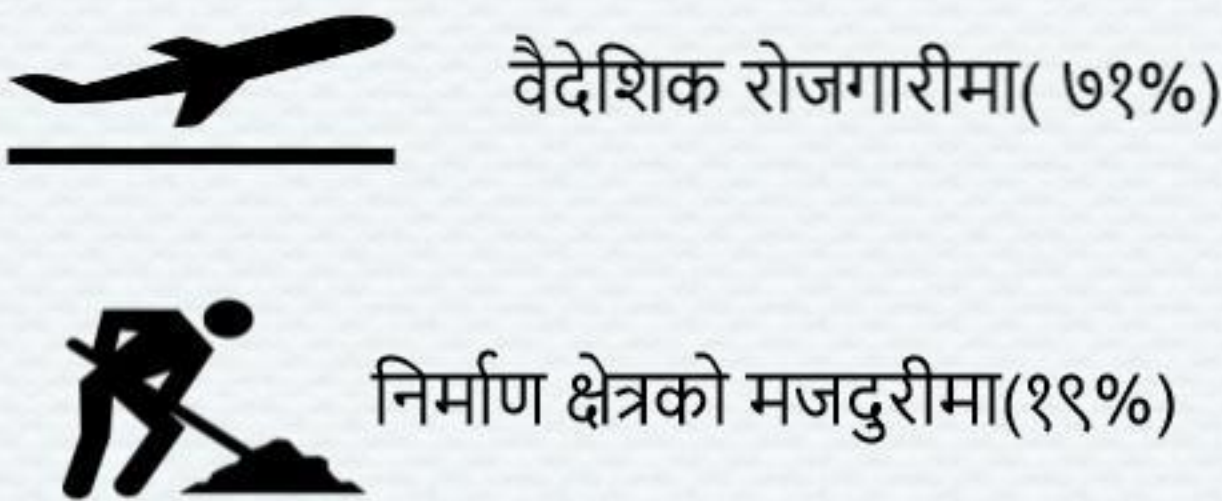 वैदेशिक रोजगारीमा( ७१%)
निर्माण क्षेत्रको मजदुरीमा(१९%)